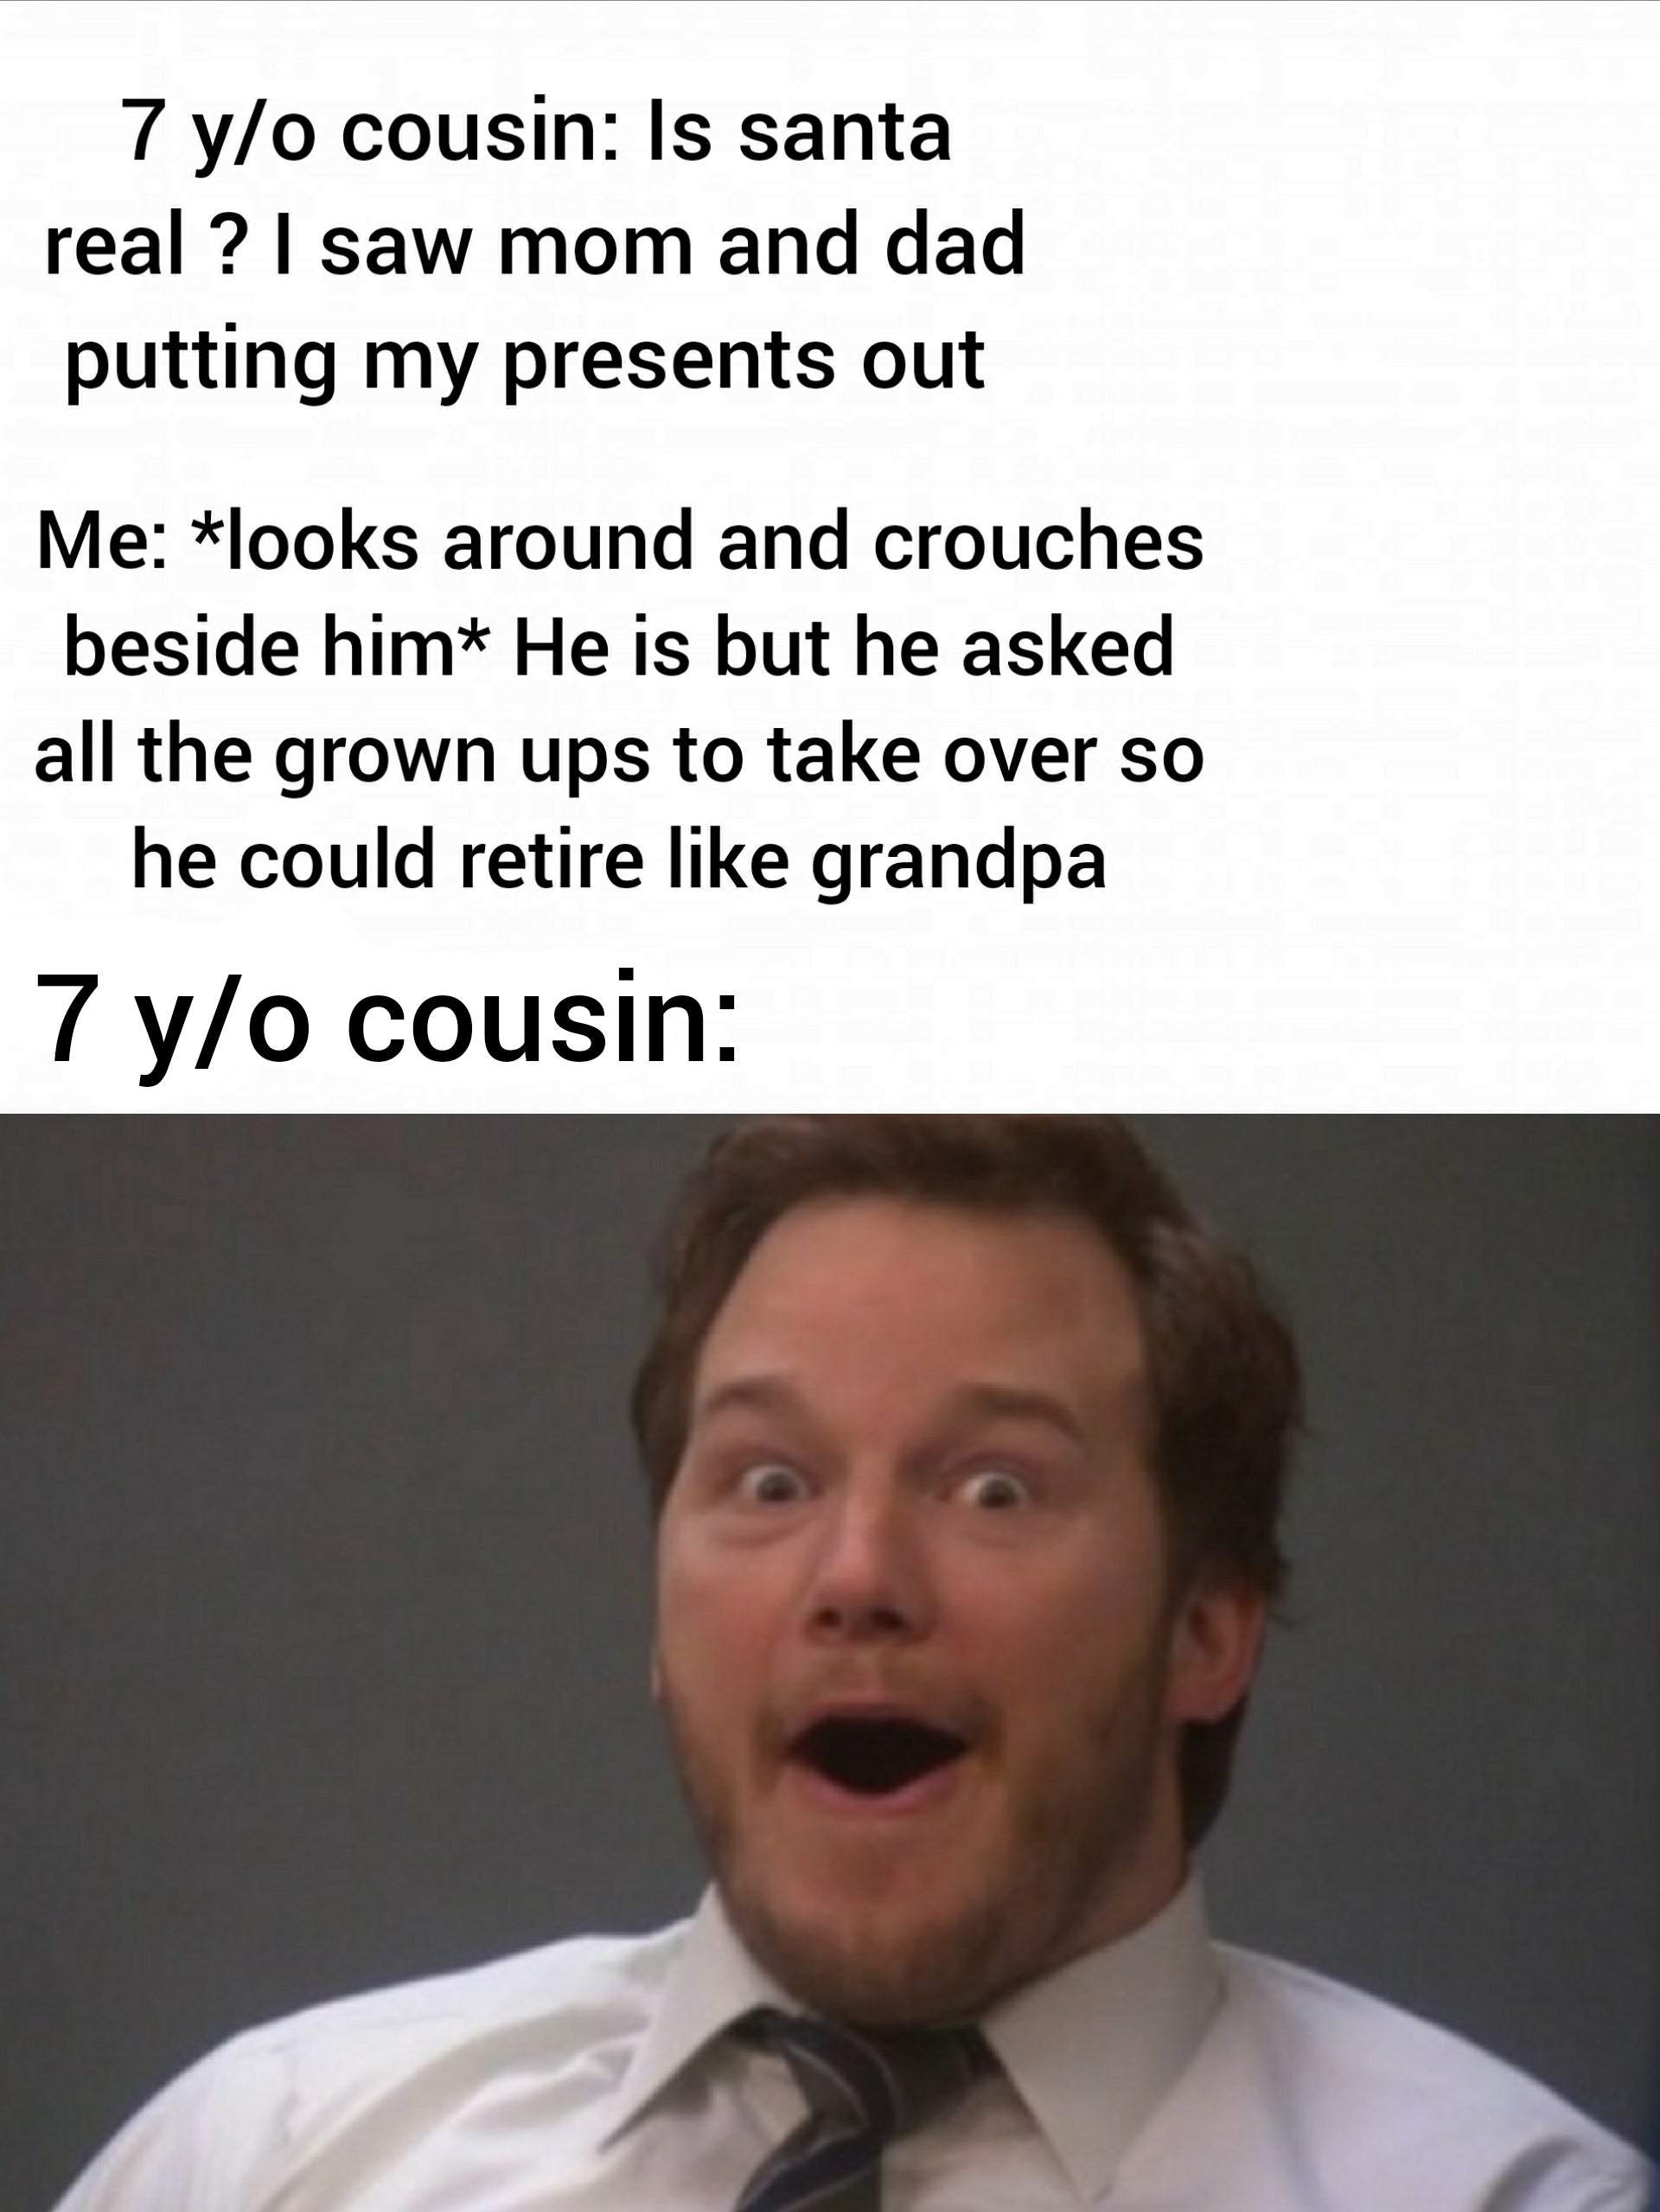 7 y/o cousin: Is santa
real ? I saw mom and dad
putting my presents out
Me: *looks around and crouches
beside him* He is but he asked
all the grown ups to take over so
he could retire like grandpa
7 y/o cousin: